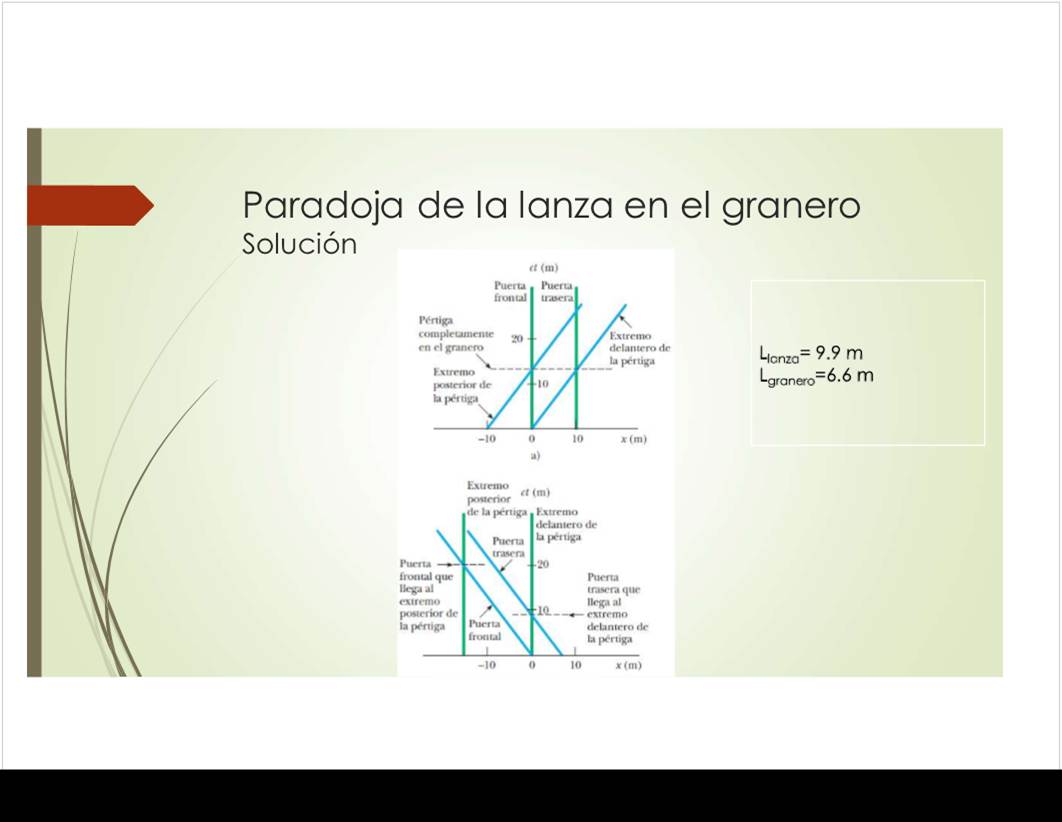 Paradoja de la lanza en el granero
Solución
ct (m)
Puerta
frontal
Puerta
trasera
Pértiga
completamente
en el granero
20
Extremo
delantero de
la pértiga
Extremo
posterior de
la pértiga
10
−10
0
10
x (m)
a)
Llanza= 9.9 m
Lgranero=6.6 m
Extremo
posterior
de la pértiga
ct (m)
Extremo
delantero de
la pértiga
Puerta
trasera
Puerta
frontal que
llega al
extremo
posterior de
la pértiga
20
Puerta
trasera que
llega al
extremo
delantero de
la pértiga
10
Puerta
frontal
−10
0
10
x (m)